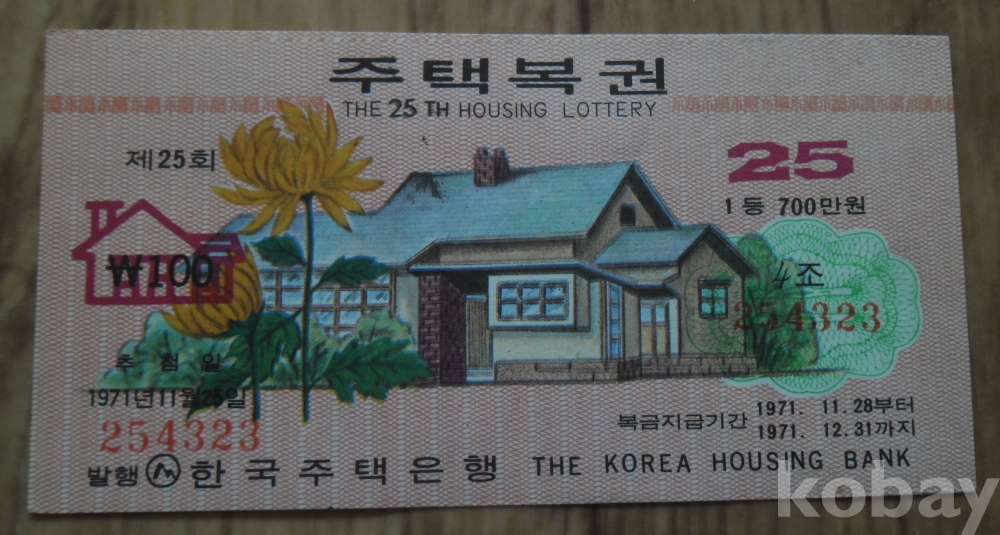 주택복권
THE 25TH HOUSING LOTTERY
제25회
25
1등 700만원
₩100
4조
254323
추첨일
1971년11월25일
254323
복금지급기간 1971. 11.28부터
1971. 12.31까지
발행 한국주택은행 THE KOREA HOUSING BANK
kobay